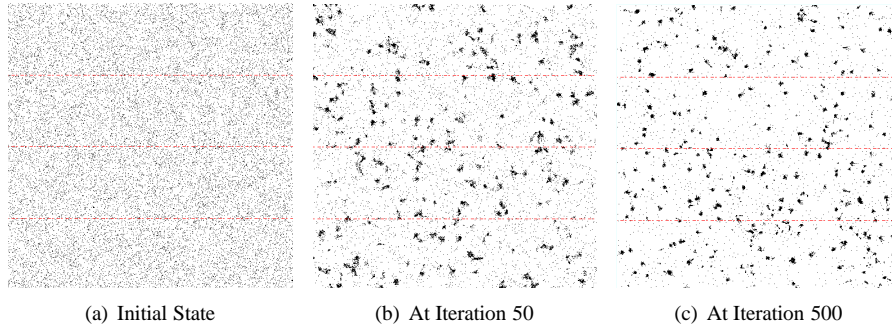 (a) Initial State
(b) At Iteration 50
(c) At Iteration 500